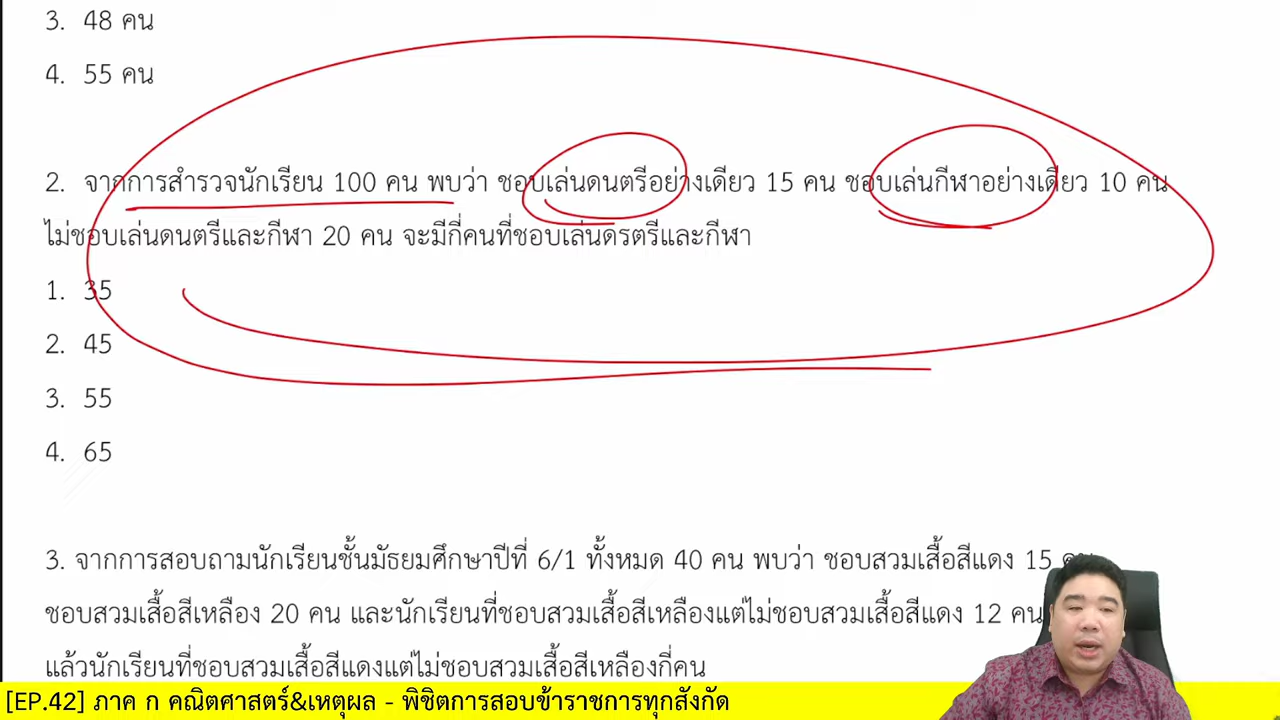 3. 48 คน
4. 55 คน
2. จากการสำรวจนักเรียน 100 คน พบว่า ชอบเล่นดนตรีอย่างเดียว 15 คน ชอบเล่นกีฬาอย่างเดียว 10 คน
ไม่ชอบเล่นดนตรีและกีฬา 20 คน จะมีกี่คนที่ชอบเล่นดรตรีและกีฬา
1. 35
2. 45
3. 55
4. 65
3. จากการสอบถามนักเรียนชั้นมัธยมศึกษาปีที่ 6/1 ทั้งหมด 40 คน พบว่า ชอบสวมเสื้อสีแดง 15
ชอบสวมเสื้อสีเหลือง 20 คน และนักเรียนที่ชอบสวมเสื้อสีเหลืองแต่ไม่ชอบสวมเสื้อสีแดง 12 คน
แล้วนักเรียนที่ชอบสวมเสื้อสีแดงแต่ไม่ชอบสวมเสื้อสีเหลืองกี่คน
[EP.42] ภาค ก คณิตศาสตร์&เหตุผล - พิชิตการสอบข้าราชการทุกสังกัด